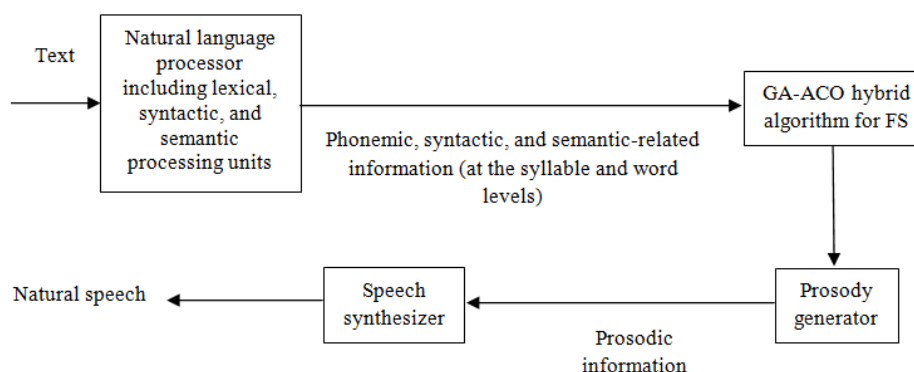 Text
Natural language
processor
including lexical,
syntactic, and
semantic
processing units
Phonemic, syntactic, and semantic-related
information (at the syllable and word
levels)
GA-ACO hybrid
algorithm for FS
Prosody
generator
Prosodic
information
Speech
synthesizer
Natural speech